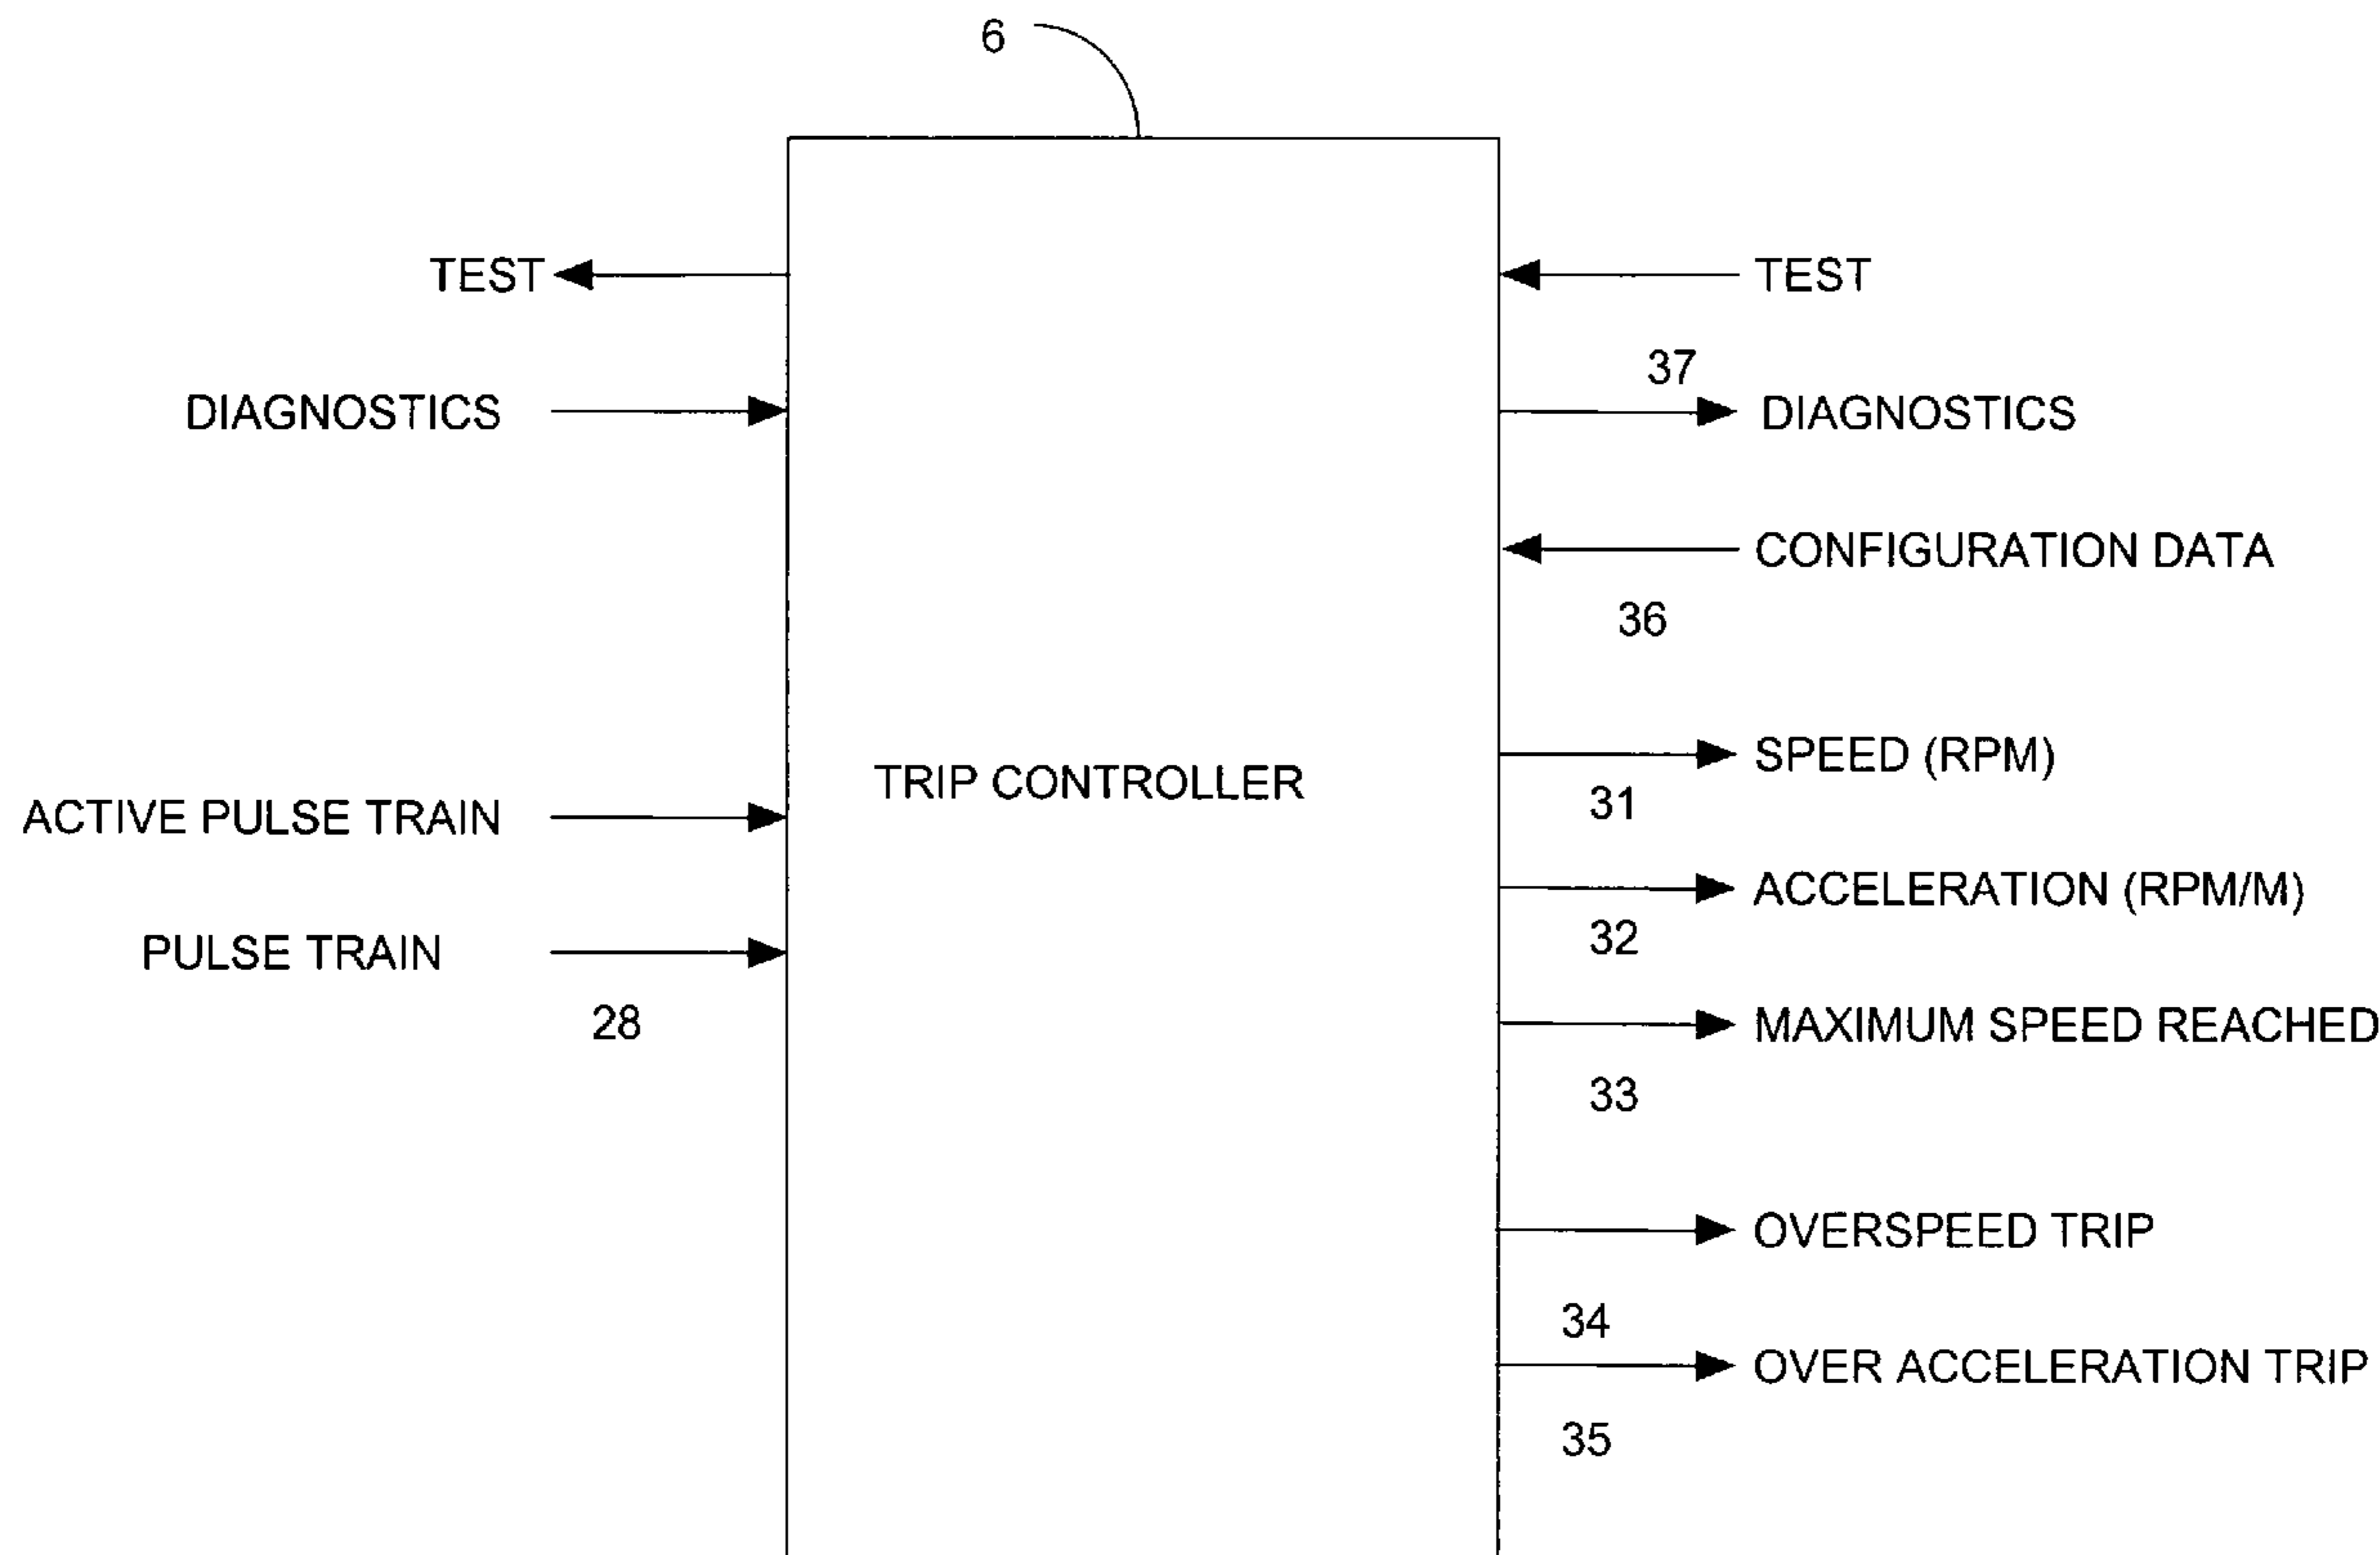 6
TEST
TEST
37
DIAGNOSTICS
DIAGNOSTICS
CONFIGURATION DATA
36
SPEED (RPM)
TRIP CONTROLLER
31
ACTIVE PULSE TRAIN
ACCELERATION (RPM/M)
32
PULSE TRAIN
28
MAXIMUM SPEED REACHED
33
OVERSPEED TRIP
34
OVER ACCELERATION TRIP
35